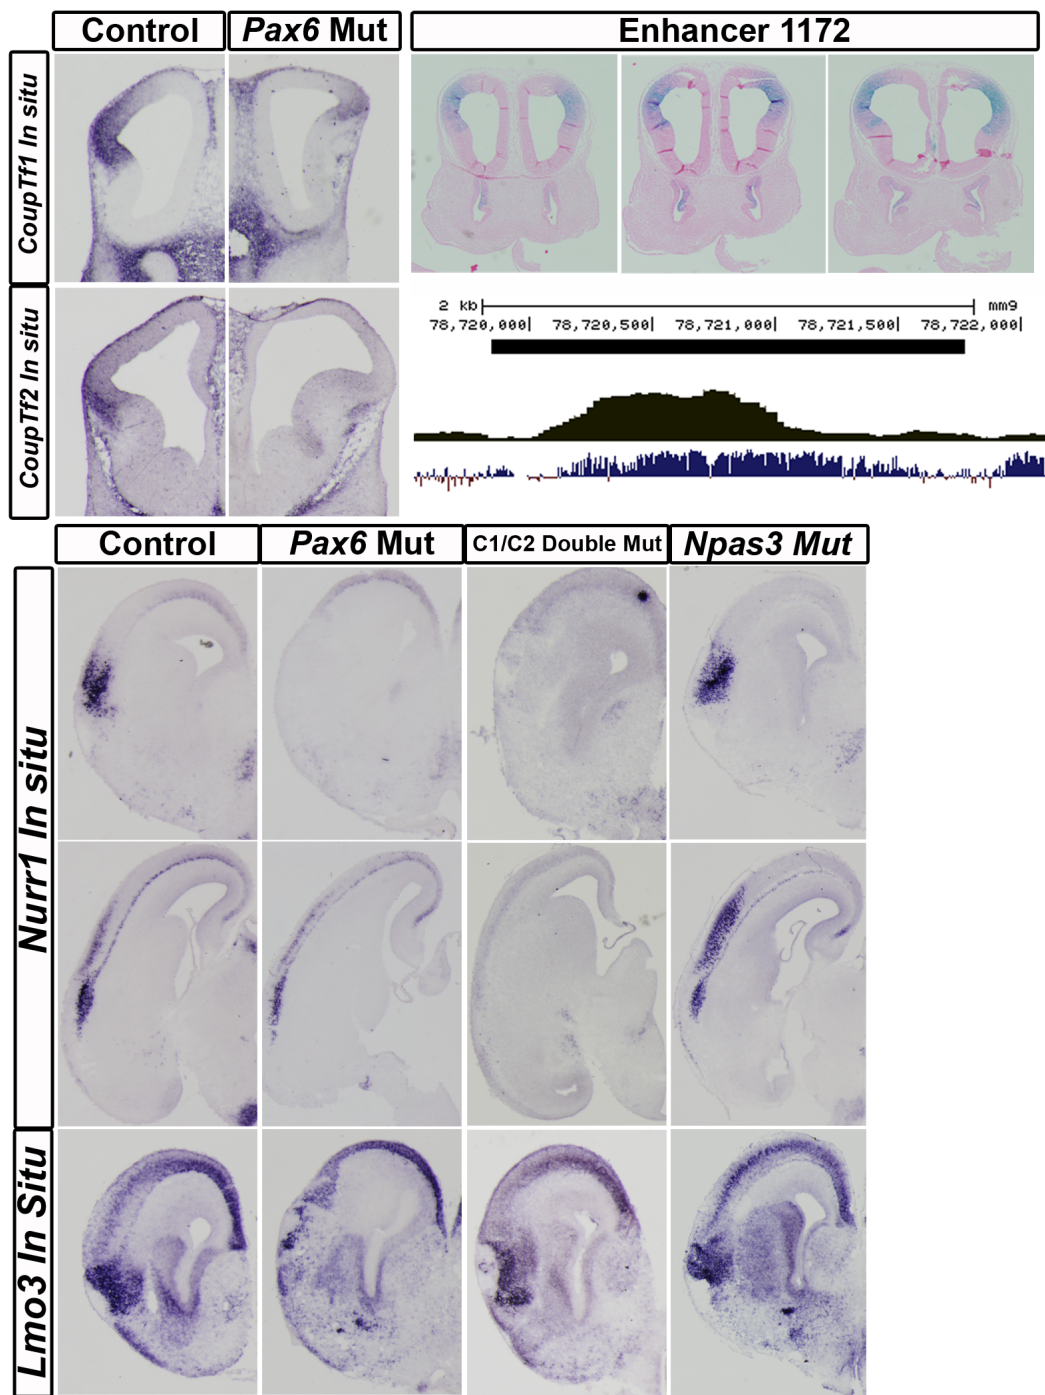 Control
Pax6 Mut
Enhancer 1172
CoupTf1 In situ
CoupTf2 In situ
2 kb
mm9
78,720,000| 78,720,500| 78,721,000| 78,721,500| 78,722,000|
Control
Pax6 Mut
C1/C2 Double Mut
Npas3 Mut
Nurr1 In situ
Lmo3 In Situ